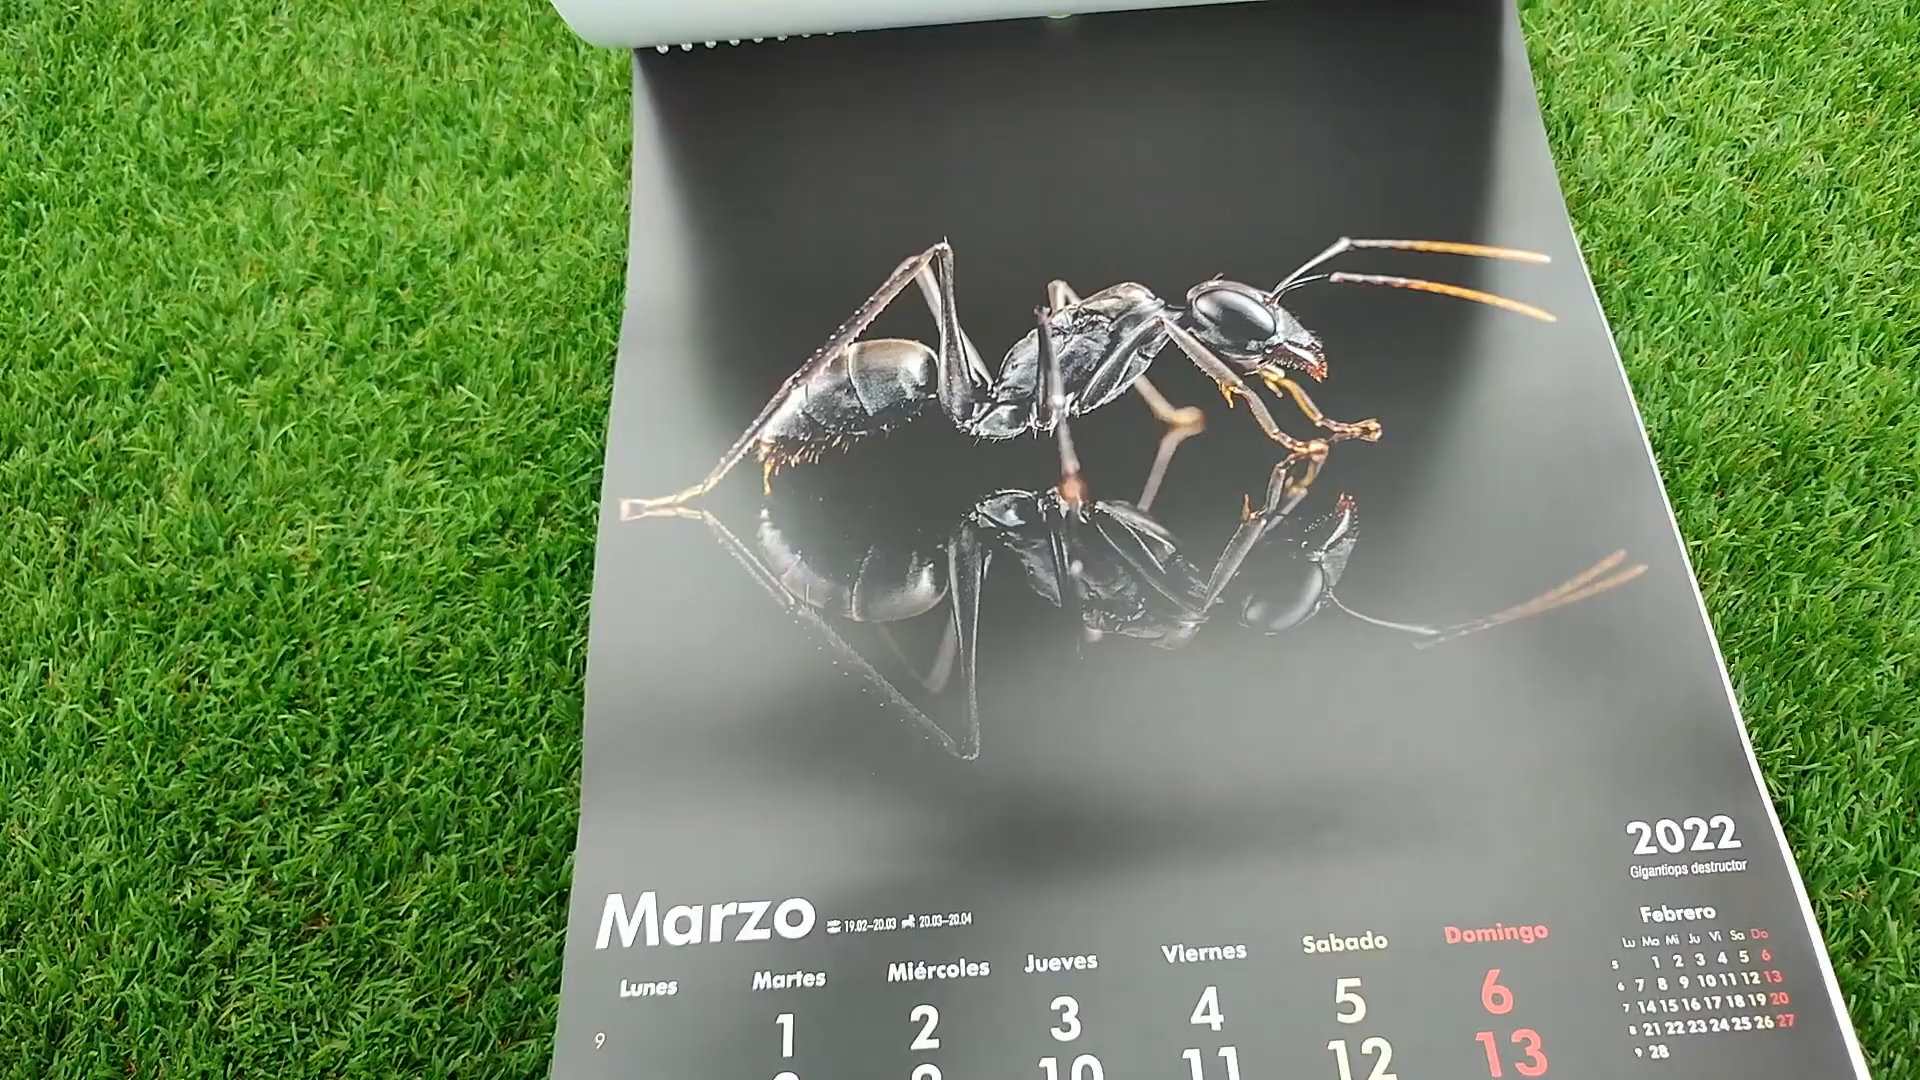 2022
Gigantiops destructor
Marzo 19.02–20.03 20.03–20.04
Lunes Martes Miércoles Jueves Viernes Sabado Domingo
9 1 2 3 4 5 6
10 11 12 13
Febrero
Lu Ma Mi Ju Vi Sa Do
5 1 2 3 4 5 6
6 7 8 9 10 11 12 13
7 14 15 16 17 18 19 20
8 21 22 23 24 25 26 27
9 28